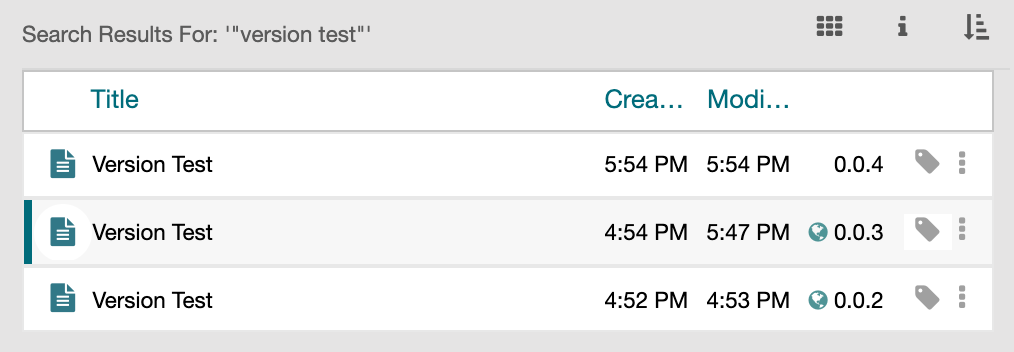 Search Results For: '"version test"'
Title Crea… Modi…
Version Test 5:54 PM 5:54 PM 0.0.4
Version Test 4:54 PM 5:47 PM 0.0.3
Version Test 4:52 PM 4:53 PM 0.0.2